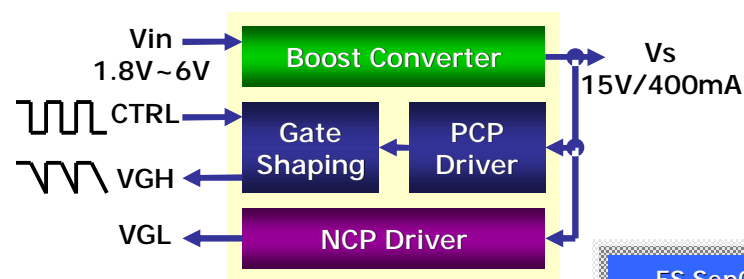 Vin
1.8V~6V
Boost Converter
Vs
15V/400mA
CTRL
Gate
Shaping
PCP
Driver
VGH
VGL
NCP Driver